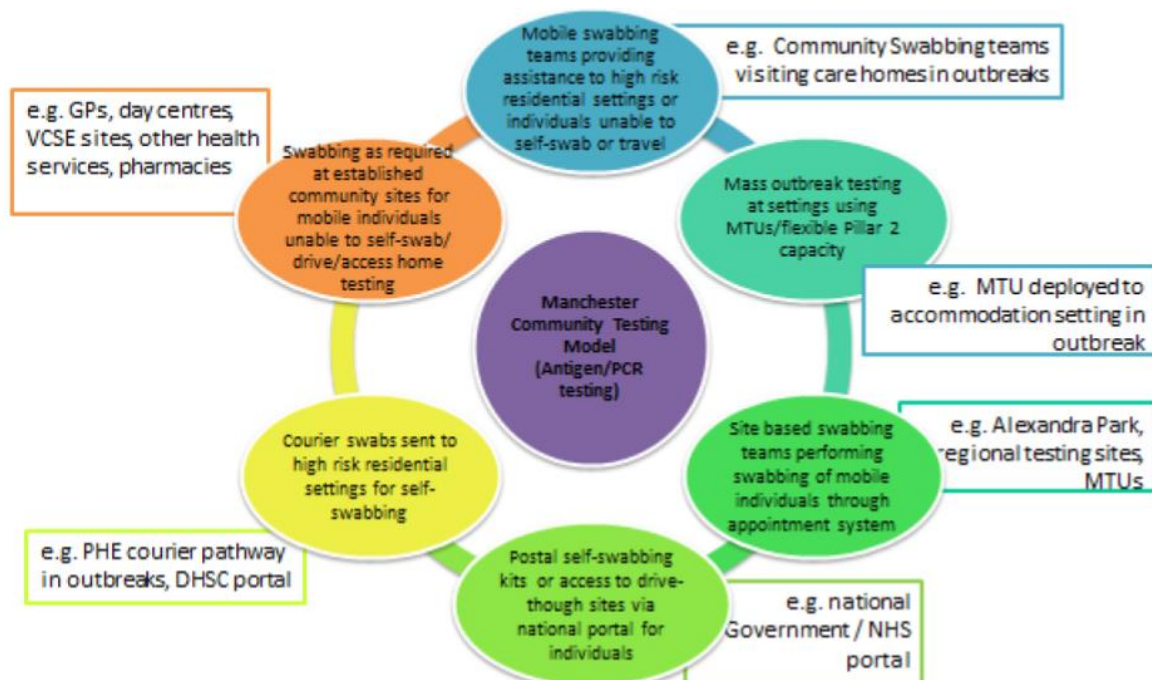 Mobile swabbing
teams providing
assistance to high risk
residential settings or
individuals unable to
self-swab or travel
e.g. Community Swabbing teams
visiting care homes in outbreaks
e.g. GPs, day centres,
VCSE sites, other health
services, pharmacies
Swabbing as required
at established
community sites for
mobile individuals
unable to self-swab/
drive/access home
testing
Mass outbreak testing
at settings using
MTUs/flexible Pillar 2
capacity
e.g. MTU deployed to
accommodation setting in
outbreak
Manchester
Community Testing
Model
(Antigen/PCR
testing)
Courier swabs sent to
high risk residential
settings for self-
swabbing
Site based swabbing
teams performing
swabbing of mobile
individuals through
appointment system
e.g. Alexandra Park,
regional testing sites,
MTUs
e.g. PHE courier pathway
in outbreaks, DHSC portal
Postal self-swabbing
kits or access to drive-
though sites via
national portal for
individuals
e.g. national
Government / NHS
portal